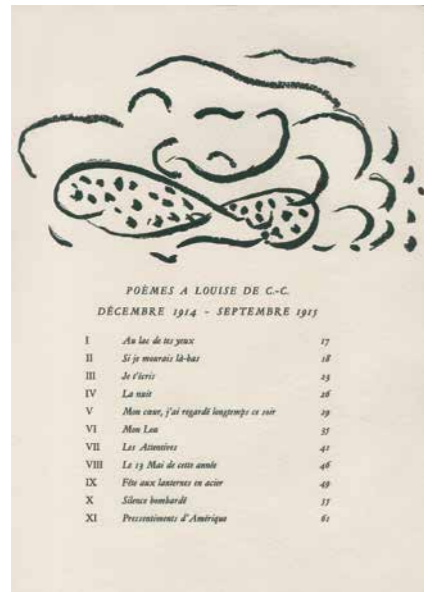 POÈMES A LOUISE DE C.-C.
DÉCEMBRE 1914 - SEPTEMBRE 1915
I Au lac de tes yeux 17
II Si je mourais là-bas 18
III Je t'écris 23
IV La nuit 26
V Mon cœur, j'ai regardé longtemps ce soir 29
VI Mon Lou 35
VII Les Attentives 41
VIII Le 13 Mai de cette année 46
IX Fête aux lanternes en acier 49
X Silence bombardé 55
XI Pressentiments d'Amérique 61